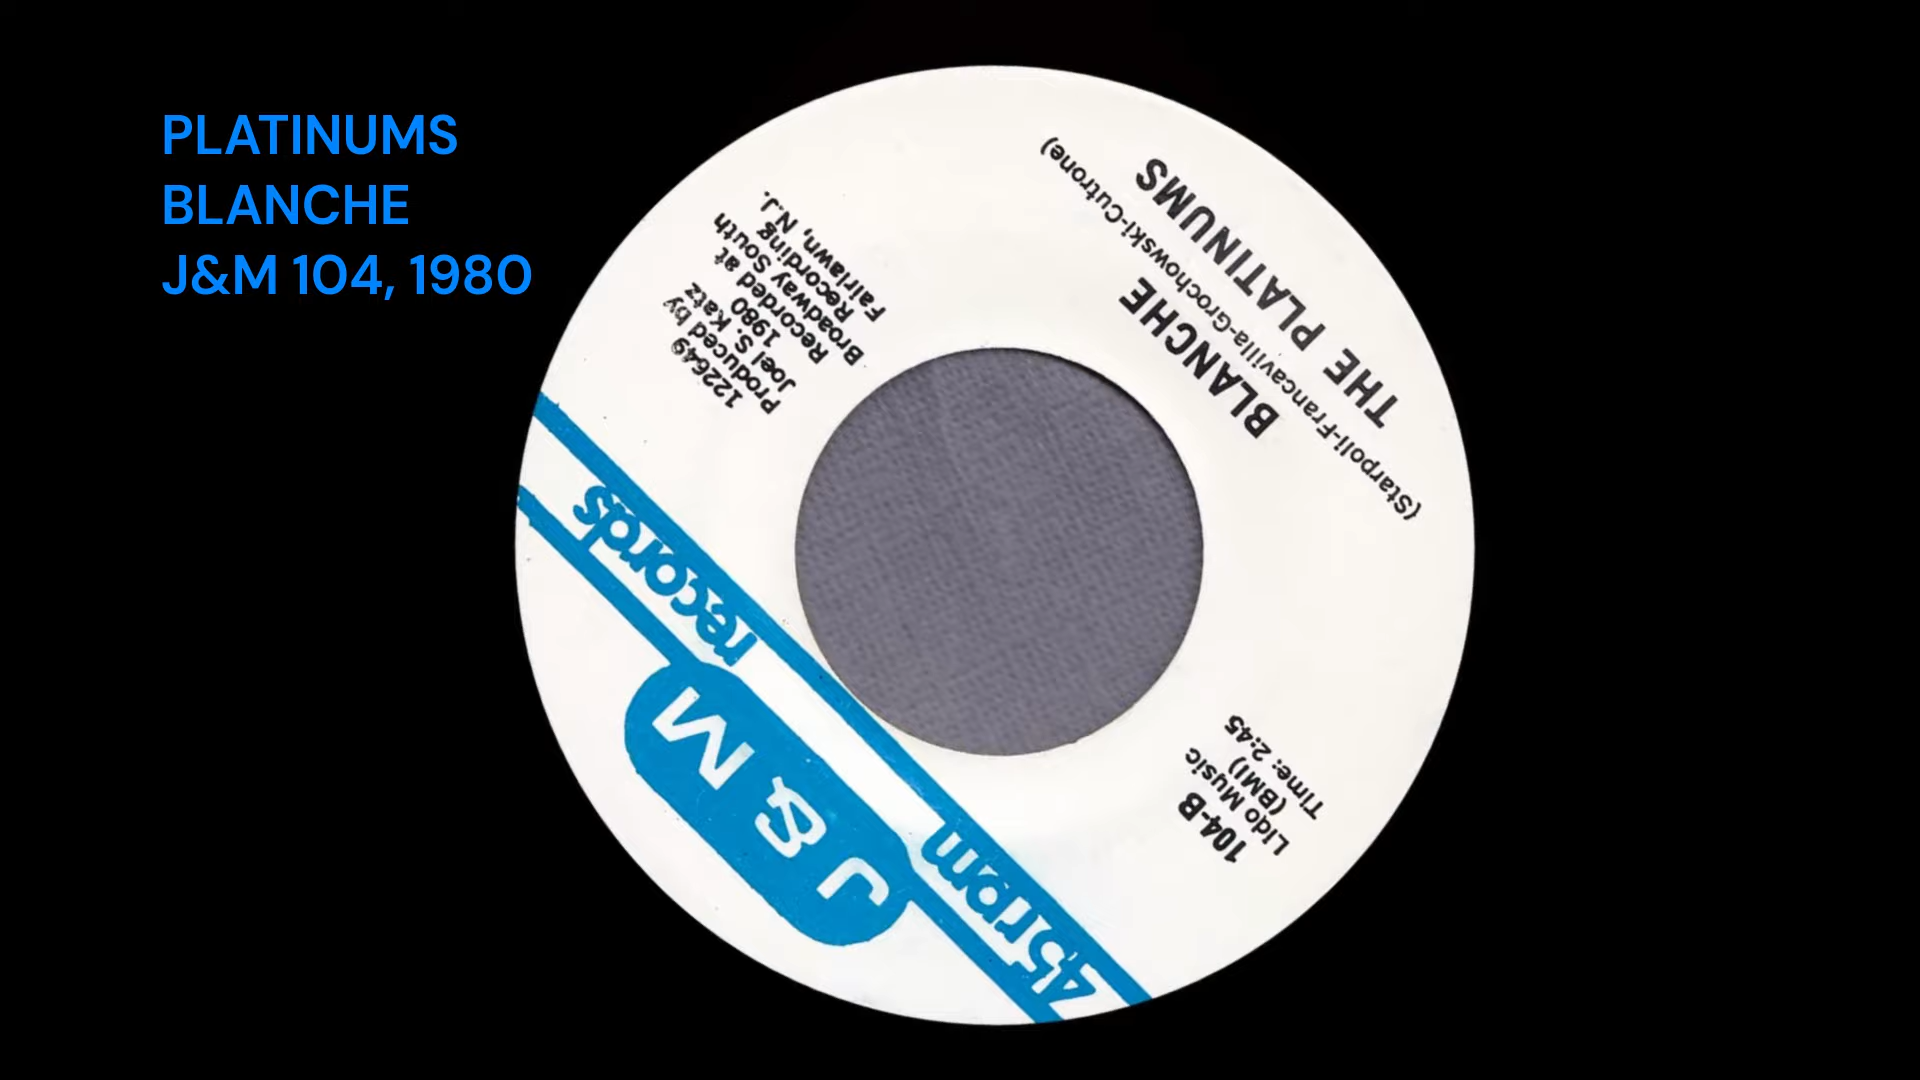 PLATINUMS
BLANCHE
J&M 104, 1980
45rpm
J & M
records
104-B
Lido Music
(BMI)
Time: 2:45
122649
Produced by
Joel S. Katz
1980
Recorded at
Broadway South
Recording
Fairlawn, N.J.
BLANCHE
(Starpoli-Francavilla-Grochowski-Cutrone)
THE PLATINUMS